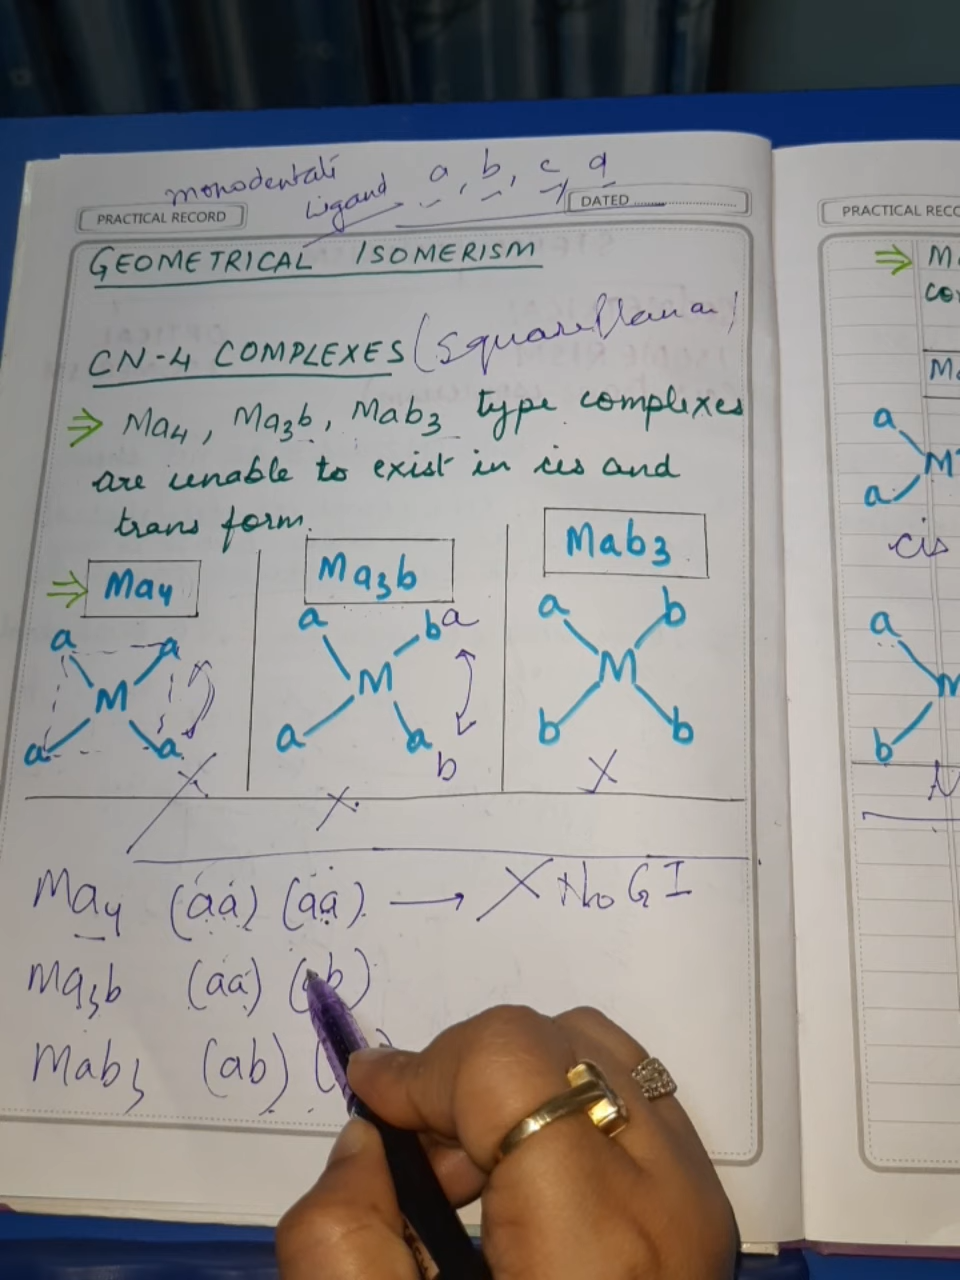 monodentate
ligand a, b, c, d
PRACTICAL RECORD
DATED
GEOMETRICAL ISOMERISM
CN-4 COMPLEXES (Square Planar)
⇒ Ma4, Ma3b, Mab3 type complexes
are unable to exist in cis and
trans form.
⇒ Ma4
Ma3b
Mab3
a a
M
a a
a b a
M
a a
b
a b
M
b b
X
X
X
Ma4 (aa) (aa) → X No GI
Ma3b (aa) (ab)
Mab3 (ab) (
PRACTICAL RECO
⇒ M
co
Ma
a
M
a
cis
a
M
b